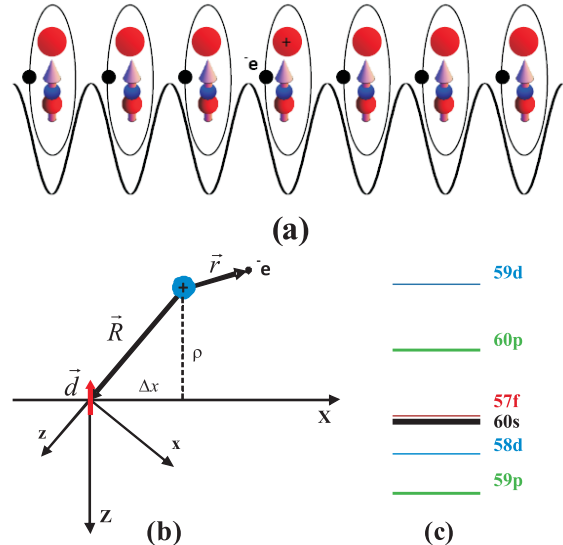 +
-e
(a)
r⃗
-e
+
R⃗
ρ
d⃗
Δx
X
z
x
Z
(b)
59d
60p
57f
60s
58d
59p
(c)